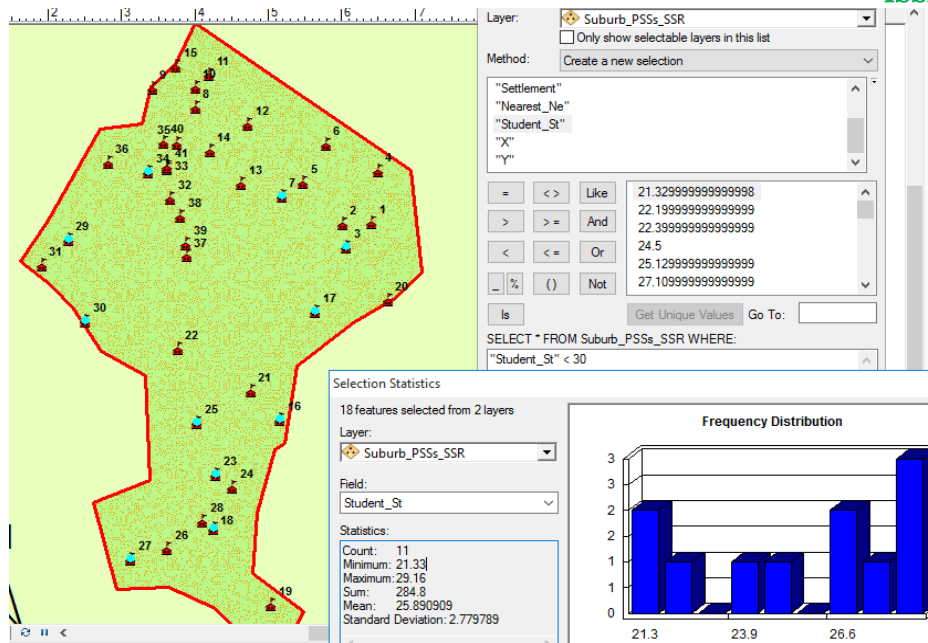 2 3 4 5 6 7
15
11
9
10
8
12
6
35 40
14
4
36
41
34
33
13
5
7
32
38
2
1
29
39
3
37
31
20
17
30
22
21
25
16
23
24
28
18
26
27
19
Layer: Suburb_PSSs_SSR
Only show selectable layers in this list
Method: Create a new selection
"Settlement"
"Nearest_Ne"
"Student_St"
"X"
"Y"
= < > Like
> > = And
< < = Or
_ % () Not
Is
21.329999999999998
22.199999999999999
22.399999999999999
24.5
25.129999999999999
27.109999999999999
Get Unique Values Go To:
SELECT * FROM Suburb_PSSs_SSR WHERE:
"Student_St" < 30
Selection Statistics
18 features selected from 2 layers
Layer:
Suburb_PSSs_SSR
Field:
Student_St
Statistics:
Count: 11
Minimum: 21.33
Maximum: 29.16
Sum: 284.8
Mean: 25.890909
Standard Deviation: 2.779789
Frequency Distribution
3
3
2
2
1
1
0
21.3 23.9 26.6